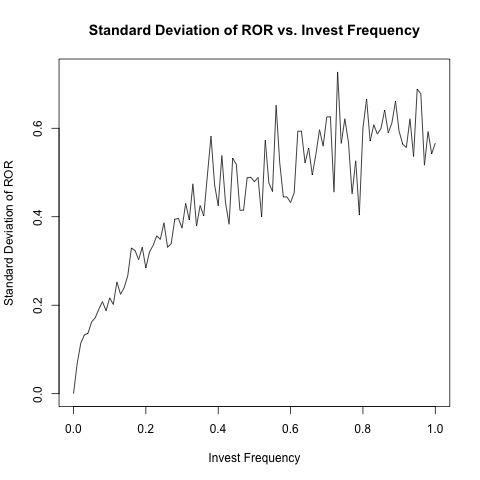 Standard Deviation of ROR vs. Invest Frequency
Standard Deviation of ROR
0.6
0.4
0.2
0.0
0.0 0.2 0.4 0.6 0.8 1.0
Invest Frequency